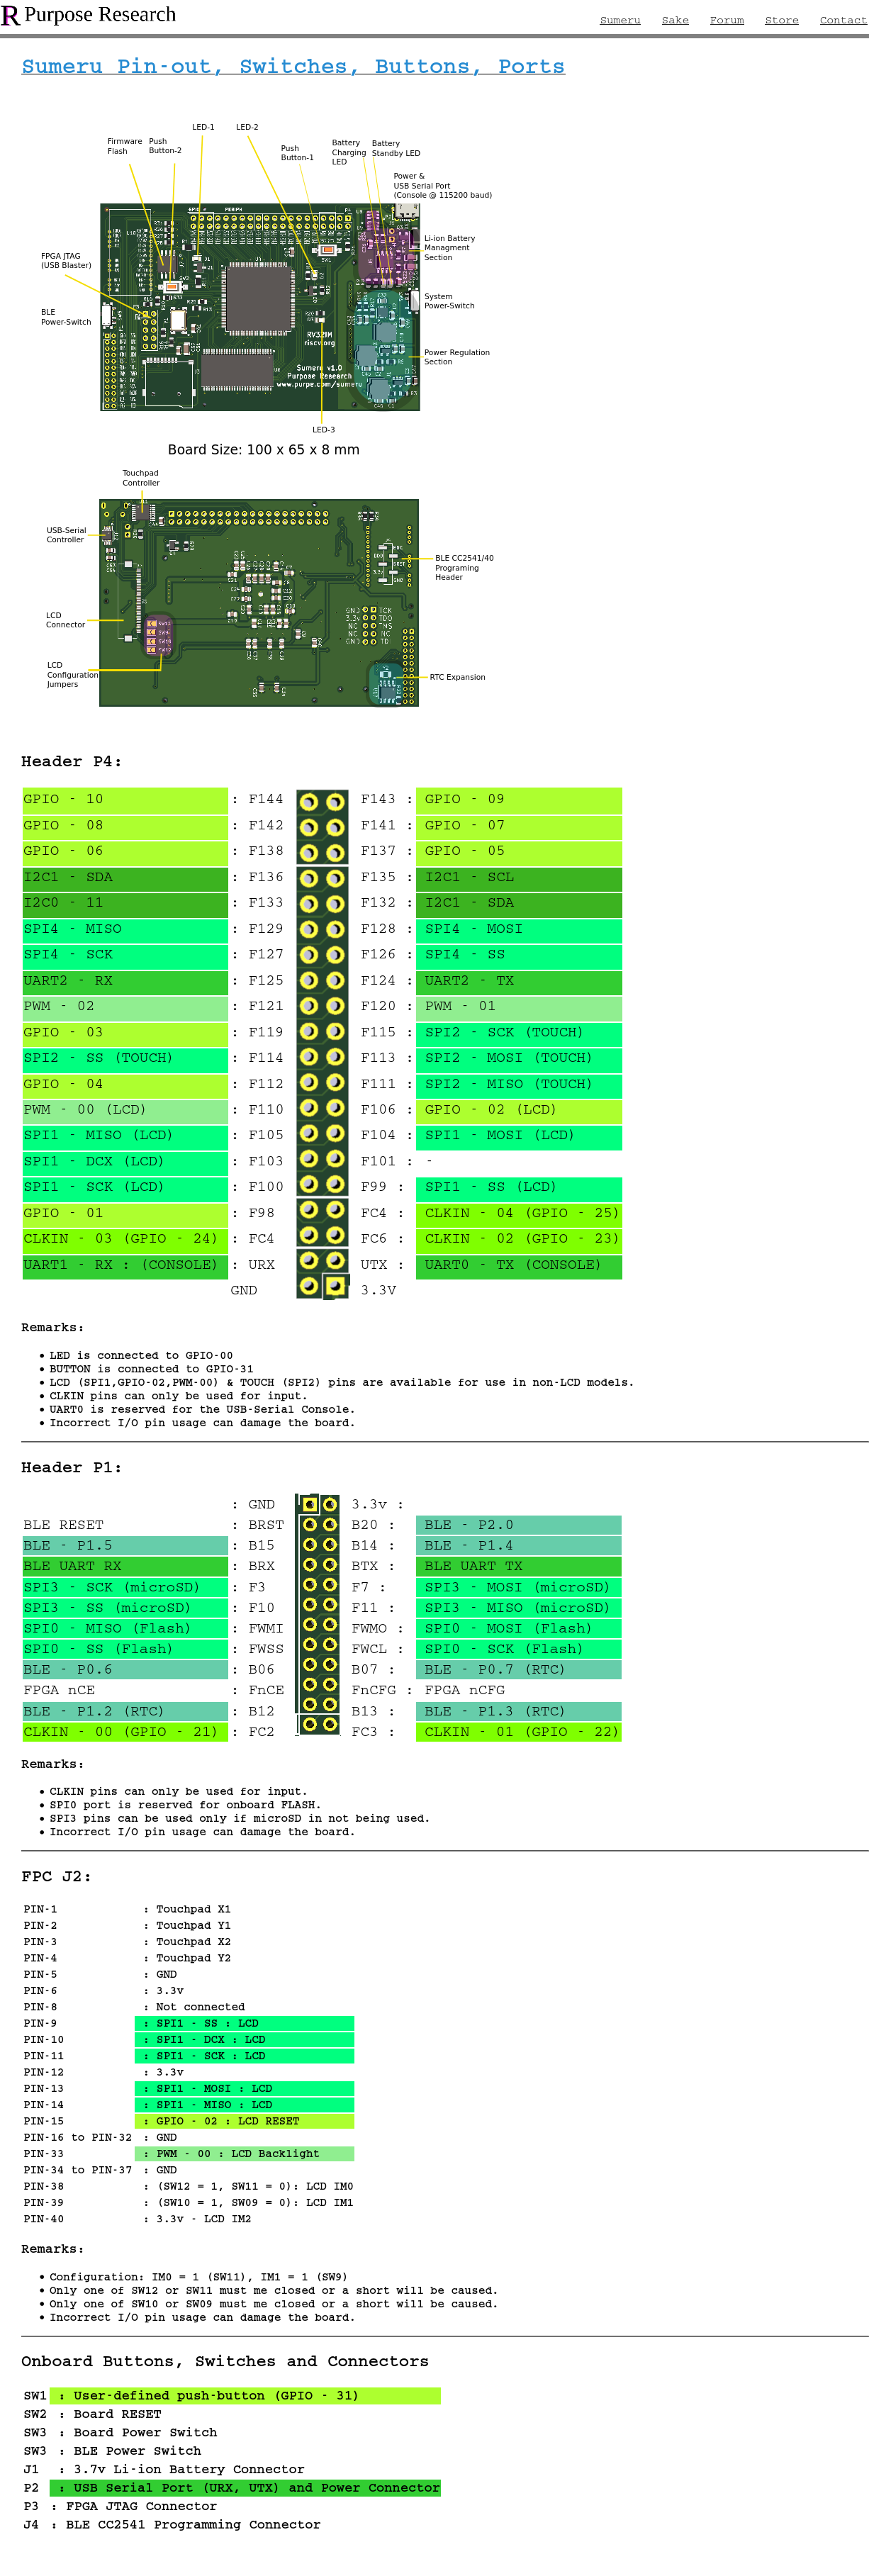 R Purpose Research
Sumeru Sake Forum Store Contact
Sumeru Pin-out, Switches, Buttons, Ports
LED-1 LED-2
Firmware Flash
Push Button-2
Push Button-1
Battery Charging LED
Battery Standby LED
Power &
USB Serial Port
(Console @ 115200 baud)
FPGA JTAG
(USB Blaster)
Li-ion Battery
Managment
Section
BLE
Power-Switch
System
Power-Switch
Power Regulation
Section
RV32IM
riscv.org
Sumeru v1.0
Purpose Research
www.purpe.com/sumeru
LED-3
Board Size: 100 x 65 x 8 mm
Touchpad
Controller
USB-Serial
Controller
BLE CC2541/40
Programing
Header
LCD
Connector
GND TCK
3.3v TDO
NC TMS
NC NC
GND TD
LCD
Configuration
Jumpers
RTC Expansion
Header P4:
GPIO - 10 : F144 F143 : GPIO - 09
GPIO - 08 : F142 F141 : GPIO - 07
GPIO - 06 : F138 F137 : GPIO - 05
I2C1 - SDA : F136 F135 : I2C1 - SCL
I2C0 - 11 : F133 F132 : I2C1 - SDA
SPI4 - MISO : F129 F128 : SPI4 - MOSI
SPI4 - SCK : F127 F126 : SPI4 - SS
UART2 - RX : F125 F124 : UART2 - TX
PWM - 02 : F121 F120 : PWM - 01
GPIO - 03 : F119 F115 : SPI2 - SCK (TOUCH)
SPI2 - SS (TOUCH) : F114 F113 : SPI2 - MOSI (TOUCH)
GPIO - 04 : F112 F111 : SPI2 - MISO (TOUCH)
PWM - 00 (LCD) : F110 F106 : GPIO - 02 (LCD)
SPI1 - MISO (LCD) : F105 F104 : SPI1 - MOSI (LCD)
SPI1 - DCX (LCD) : F103 F101 : -
SPI1 - SCK (LCD) : F100 F99 : SPI1 - SS (LCD)
GPIO - 01 : F98 FC4 : CLKIN - 04 (GPIO - 25)
CLKIN - 03 (GPIO - 24) : FC4 FC6 : CLKIN - 02 (GPIO - 23)
UART1 - RX : (CONSOLE) : URX UTX : UART0 - TX (CONSOLE)
GND 3.3V
Remarks:
• LED is connected to GPIO-00
• BUTTON is connected to GPIO-31
• LCD (SPI1,GPIO-02,PWM-00) & TOUCH (SPI2) pins are available for use in non-LCD models.
• CLKIN pins can only be used for input.
• UART0 is reserved for the USB-Serial Console.
• Incorrect I/O pin usage can damage the board.
Header P1:
: GND 3.3v :
BLE RESET : BRST B20 : BLE - P2.0
BLE - P1.5 : B15 B14 : BLE - P1.4
BLE UART RX : BRX BTX : BLE UART TX
SPI3 - SCK (microSD) : F3 F7 : SPI3 - MOSI (microSD)
SPI3 - SS (microSD) : F10 F11 : SPI3 - MISO (microSD)
SPI0 - MISO (Flash) : FWMI FWMO : SPI0 - MOSI (Flash)
SPI0 - SS (Flash) : FWSS FWCL : SPI0 - SCK (Flash)
BLE - P0.6 : B06 B07 : BLE - P0.7 (RTC)
FPGA nCE : FnCE FnCFG : FPGA nCFG
BLE - P1.2 (RTC) : B12 B13 : BLE - P1.3 (RTC)
CLKIN - 00 (GPIO - 21) : FC2 FC3 : CLKIN - 01 (GPIO - 22)
Remarks:
• CLKIN pins can only be used for input.
• SPI0 port is reserved for onboard FLASH.
• SPI3 pins can be used only if microSD in not being used.
• Incorrect I/O pin usage can damage the board.
FPC J2:
PIN-1 : Touchpad X1
PIN-2 : Touchpad Y1
PIN-3 : Touchpad X2
PIN-4 : Touchpad Y2
PIN-5 : GND
PIN-6 : 3.3v
PIN-8 : Not connected
PIN-9 : SPI1 - SS : LCD
PIN-10 : SPI1 - DCX : LCD
PIN-11 : SPI1 - SCK : LCD
PIN-12 : 3.3v
PIN-13 : SPI1 - MOSI : LCD
PIN-14 : SPI1 - MISO : LCD
PIN-15 : GPIO - 02 : LCD RESET
PIN-16 to PIN-32 : GND
PIN-33 : PWM - 00 : LCD Backlight
PIN-34 to PIN-37 : GND
PIN-38 : (SW12 = 1, SW11 = 0): LCD IM0
PIN-39 : (SW10 = 1, SW09 = 0): LCD IM1
PIN-40 : 3.3v - LCD IM2
Remarks:
• Configuration: IM0 = 1 (SW11), IM1 = 1 (SW9)
• Only one of SW12 or SW11 must me closed or a short will be caused.
• Only one of SW10 or SW09 must me closed or a short will be caused.
• Incorrect I/O pin usage can damage the board.
Onboard Buttons, Switches and Connectors
SW1 : User-defined push-button (GPIO - 31)
SW2 : Board RESET
SW3 : Board Power Switch
SW3 : BLE Power Switch
J1 : 3.7v Li-ion Battery Connector
P2 : USB Serial Port (URX, UTX) and Power Connector
P3 : FPGA JTAG Connector
J4 : BLE CC2541 Programming Connector